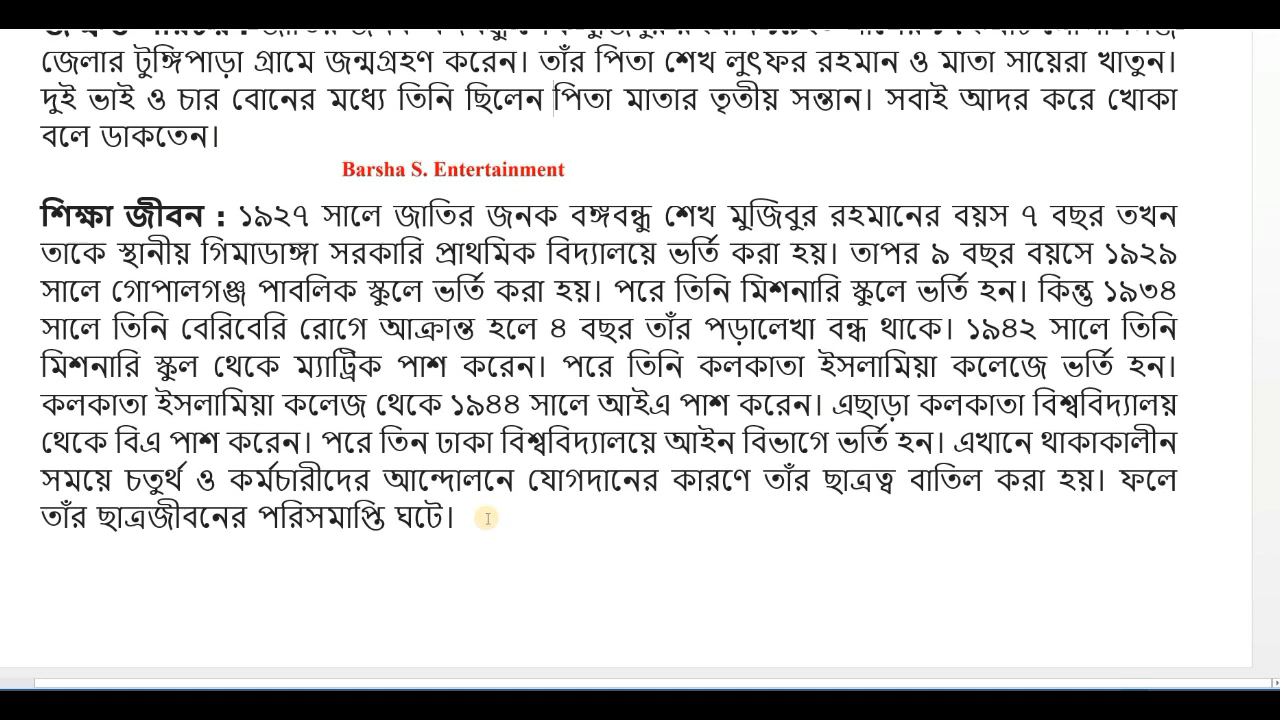 জেলার টুঙ্গিপাড়া গ্রামে জন্মগ্রহণ করেন। তাঁর পিতা শেখ লুৎফর রহমান ও মাতা সায়েরা খাতুন।
দুই ভাই ও চার বোনের মধ্যে তিনি ছিলেন পিতা মাতার তৃতীয় সন্তান। সবাই আদর করে খোকা
বলে ডাকতেন।
Barsha S. Entertainment
শিক্ষা জীবন : ১৯২৭ সালে জাতির জনক বঙ্গবন্ধু শেখ মুজিবুর রহমানের বয়স ৭ বছর তখন
তাকে স্থানীয় গিমাডাঙ্গা সরকারি প্রাথমিক বিদ্যালয়ে ভর্তি করা হয়। তাপর ৯ বছর বয়সে ১৯২৯
সালে গোপালগঞ্জ পাবলিক স্কুলে ভর্তি করা হয়। পরে তিনি মিশনারি স্কুলে ভর্তি হন। কিন্তু ১৯৩৪
সালে তিনি বেরিবেরি রোগে আক্রান্ত হলে ৪ বছর তাঁর পড়ালেখা বন্ধ থাকে। ১৯৪২ সালে তিনি
মিশনারি স্কুল থেকে ম্যাট্রিক পাশ করেন। পরে তিনি কলকাতা ইসলামিয়া কলেজে ভর্তি হন।
কলকাতা ইসলামিয়া কলেজ থেকে ১৯৪৪ সালে আইএ পাশ করেন। এছাড়া কলকাতা বিশ্ববিদ্যালয়
থেকে বিএ পাশ করেন। পরে তিন ঢাকা বিশ্ববিদ্যালয়ে আইন বিভাগে ভর্তি হন। এখানে থাকাকালীন
সময়ে চতুর্থ ও কর্মচারীদের আন্দোলনে যোগদানের কারণে তাঁর ছাত্রত্ব বাতিল করা হয়। ফলে
তাঁর ছাত্রজীবনের পরিসমাপ্তি ঘটে।